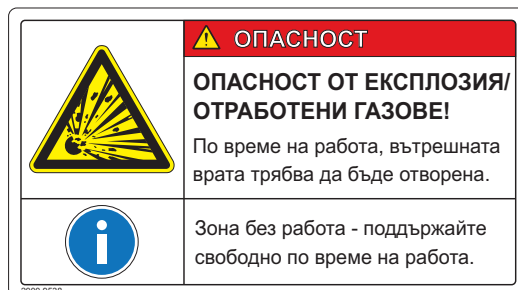 ОПАСНОСТ
ОПАСНОСТ ОТ ЕКСПЛОЗИЯ/
ОТРАБОТЕНИ ГАЗОВЕ!
По време на работа, вътрешната
врата трябва да бъде отворена.
Зона без работа - поддържайте
свободно по време на работа.